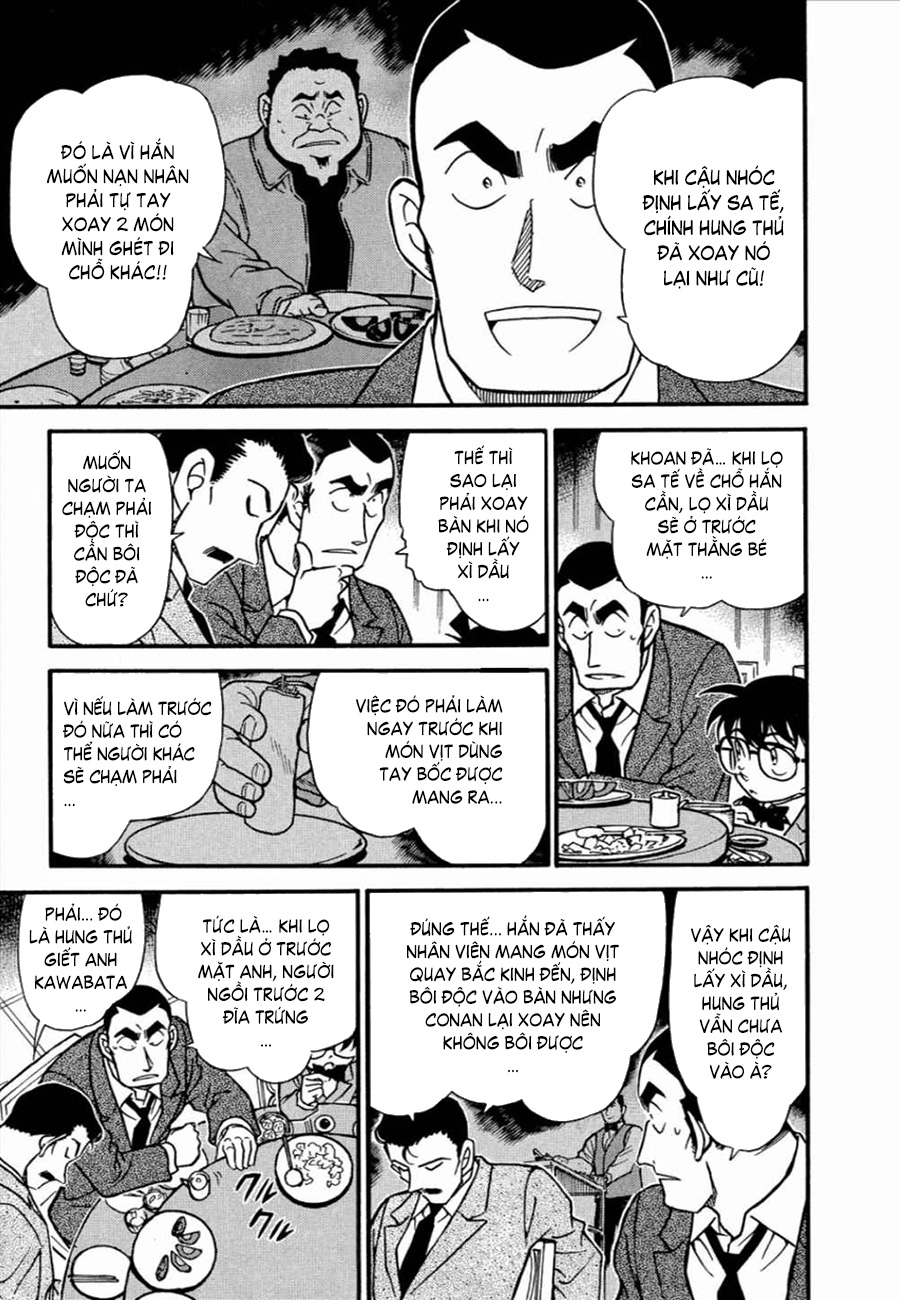 KHI CẬU NHÓC
ĐỊNH LẤY SA TẾ,
CHÍNH HUNG THỦ
ĐÃ XOAY NÓ
LẠI NHƯ CŨ!
ĐÓ LÀ VÌ HẮN
MUỐN NẠN NHÂN
PHẢI TỰ TAY
XOAY 2 MÓN
MÌNH GHÉT ĐI
CHỖ KHÁC!!
KHOAN ĐÃ... KHI LỌ
SA TẾ VỀ CHỖ HẮN
CẦN, LỌ XÌ DẦU
SẼ Ở TRƯỚC
MẶT THẰNG BÉ
...
THẾ THÌ
SAO LẠI
PHẢI XOAY
BÀN KHI NÓ
ĐỊNH LẤY
XÌ DẦU
...
MUỐN
NGƯỜI TA
CHẠM PHẢI
ĐỘC THÌ
CẦN BÔI
ĐỘC ĐÃ
CHỨ?
VIỆC ĐÓ PHẢI LÀM
NGAY TRƯỚC KHI
MÓN VỊT DÙNG
TAY BỐC ĐƯỢC
MANG RA...
VÌ NẾU LÀM TRƯỚC
ĐÓ NỮA THÌ CÓ
THỂ NGƯỜI KHÁC
SẼ CHẠM PHẢI
...
VẬY KHI CẬU
NHÓC ĐỊNH
LẤY XÌ DẦU,
HUNG THỦ
VẪN CHƯA
BÔI ĐỘC
VÀO À?
ĐÚNG THẾ... HẮN ĐÃ THẤY
NHÂN VIÊN MANG MÓN VỊT
QUAY BẮC KINH ĐẾN, ĐỊNH
BÔI ĐỘC VÀO BÀN NHƯNG
CONAN LẠI XOAY NÊN
KHÔNG BÔI ĐƯỢC
...
TỨC LÀ... KHI LỌ
XÌ DẦU Ở TRƯỚC
MẶT ANH, NGƯỜI
NGỒI TRƯỚC 2
ĐĨA TRỨNG
...
PHẢI... ĐÓ
LÀ HUNG THỦ
GIẾT ANH
KAWABATA
...
クル
クル